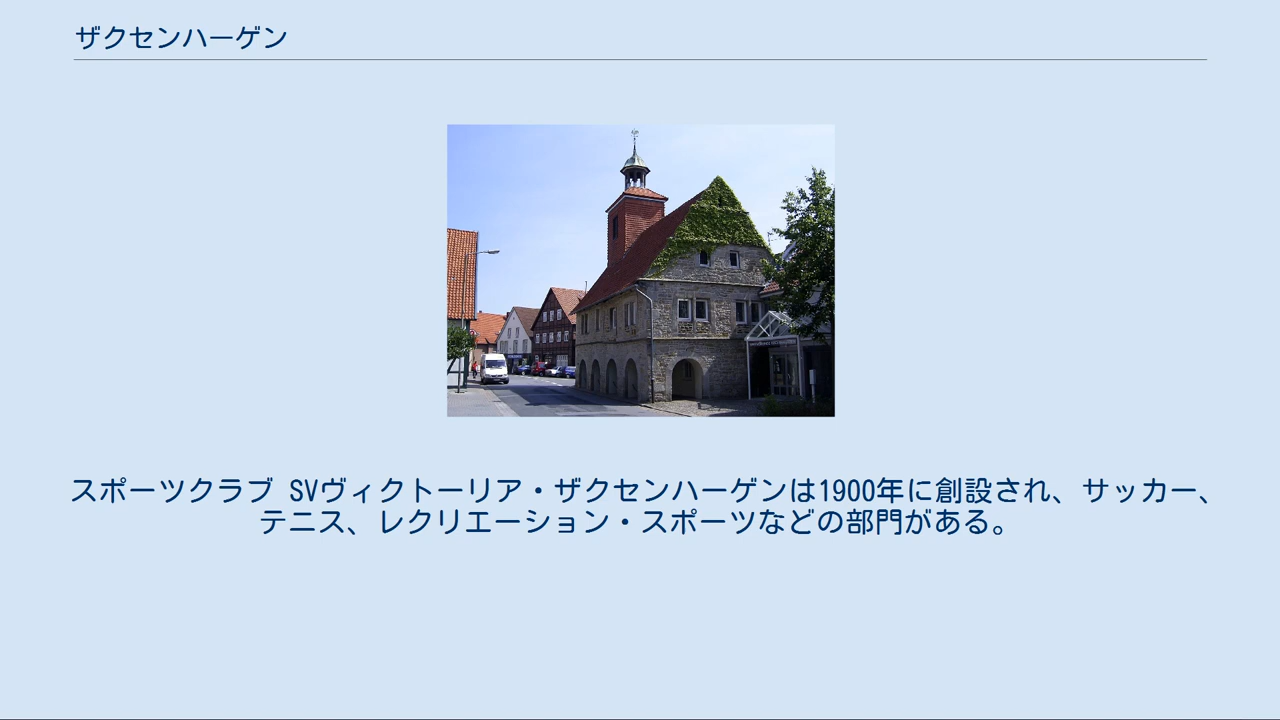 ザクセンハーゲン
スポーツクラブ SVヴィクトーリア・ザクセンハーゲンは1900年に創設され、サッカー、
テニス、レクリエーション・スポーツなどの部門がある。